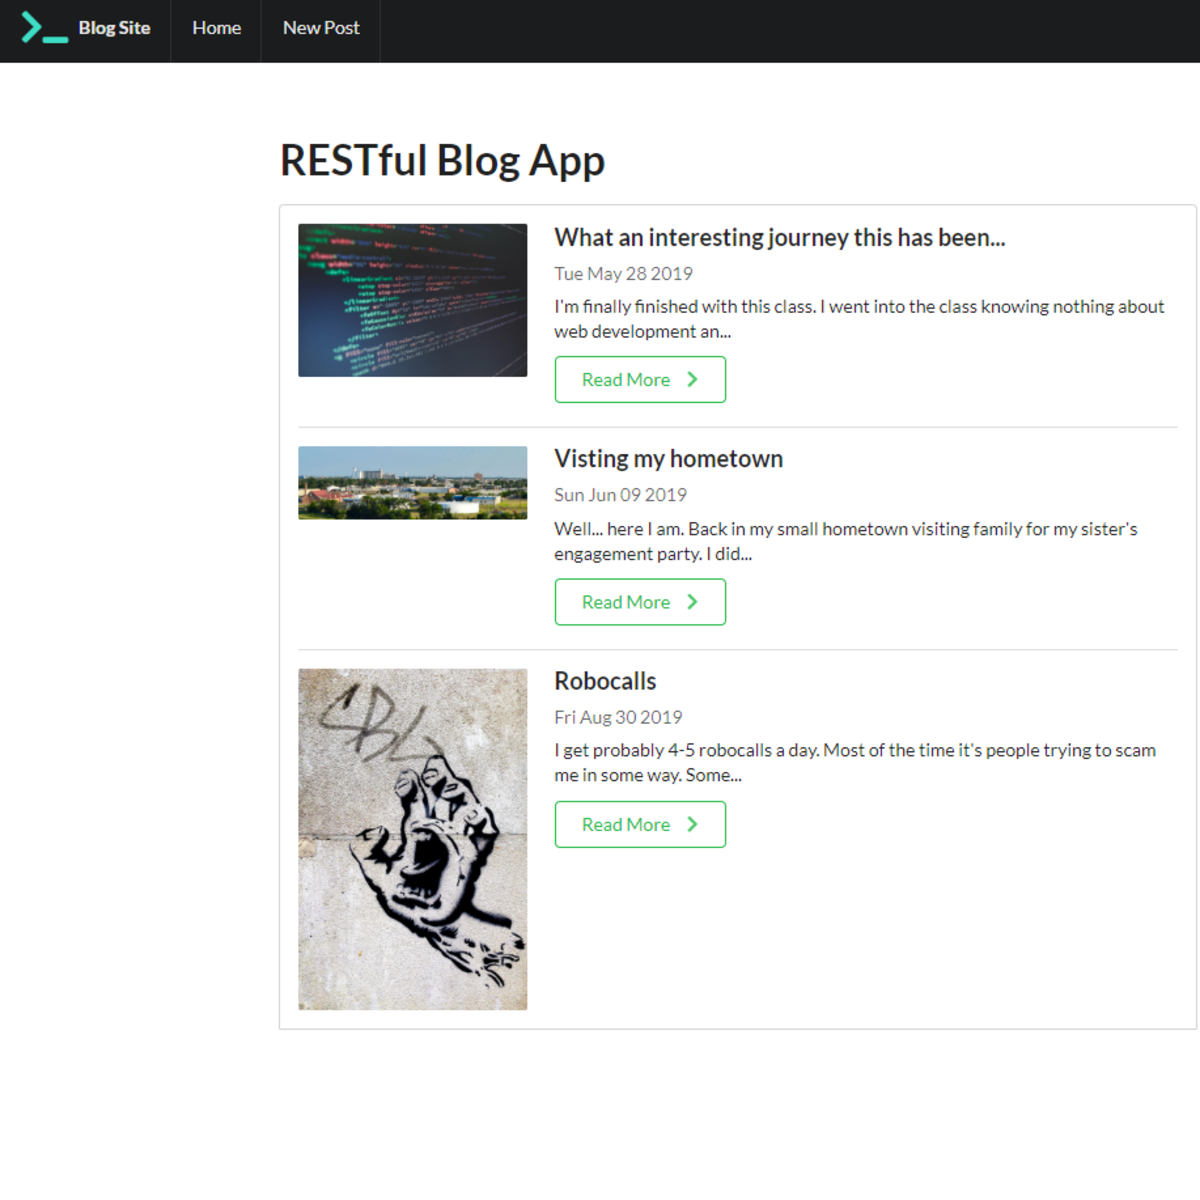 Blog Site
Home
New Post
RESTful Blog App
What an interesting journey this has been...
Tue May 28 2019
I'm finally finished with this class. I went into the class knowing nothing about
web development an...
Read More
Visting my hometown
Sun Jun 09 2019
Well... here I am. Back in my small hometown visiting family for my sister's
engagement party. I did...
Read More
Robocalls
Fri Aug 30 2019
I get probably 4-5 robocalls a day. Most of the time it's people trying to scam
me in some way. Some...
Read More